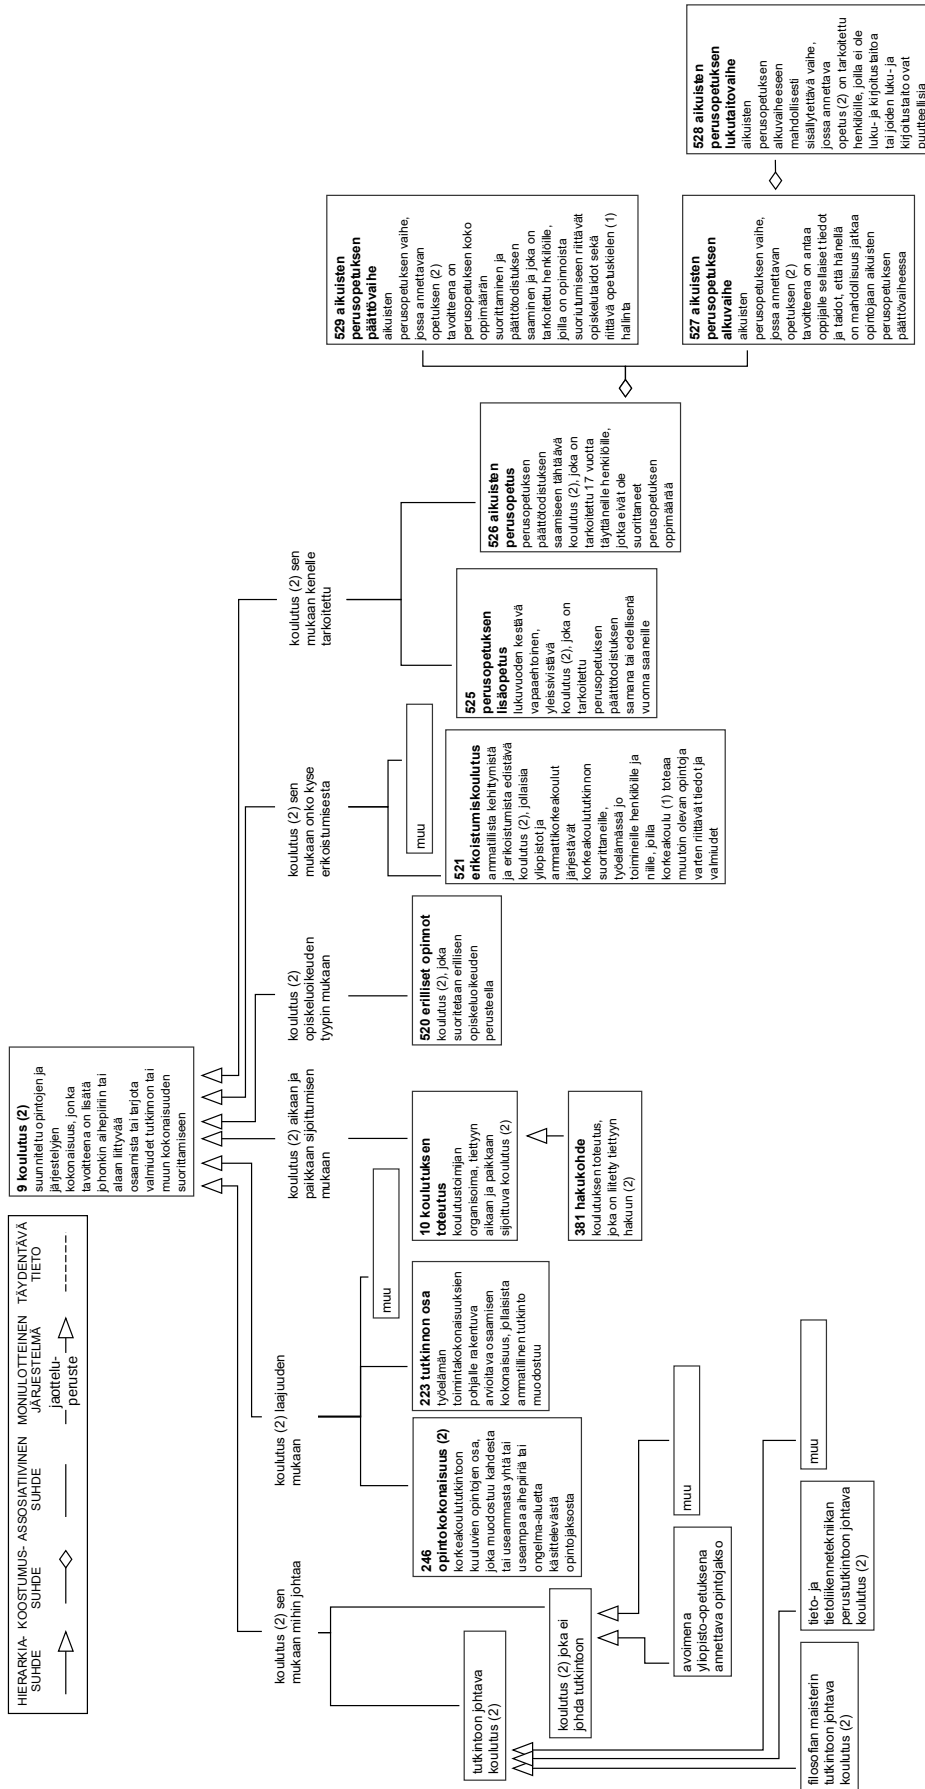 HIERARKIA-
SUHDE
KOOSTUMUS-
SUHDE
ASSOSIATIIVINEN
SUHDE
MONIULOTTEINEN
JÄRJESTELMÄ
jaottelu-
peruste
TÄYDENTÄVÄ
TIETO
9 koulutus (2)
suunniteltu opintojen ja
järjestelyjen
kokonaisuus, jonka
tavoitteena on lisätä
johonkin aihepiiriin tai
alaan liittyvää
osaamista tai tarjota
valmiudet tutkinnon tai
muun kokonaisuuden
suorittamiseen
koulutus (2) sen
mukaan mihin johtaa
koulutus (2) laajuuden
mukaan
koulutus (2) aikaan ja
paikkaan sijoittumisen
mukaan
koulutus (2)
opiskeluoikeuden
tyypin mukaan
koulutus (2) sen
mukaan onko kyse
erikoistumisesta
koulutus (2) sen
mukaan kenelle
tarkoitettu
tutkintoon johtava
koulutus (2)
koulutus (2) joka ei
johda tutkintoon
filosofian maisterin
tutkintoon johtava
koulutus (2)
tieto- ja
tietoliikennetekniikan
perustutkintoon johtava
koulutus (2)
muu
avoimena
yliopisto-opetuksena
annettava opintojakso
muu
246
opintokokonaisuus (2)
korkeakoulututkintoon
kuuluvien opintojen osa,
joka muodostuu kahdesta
tai useammasta yhtä tai
useampaa aihepiiriä tai
ongelma-aluetta
käsittelevästä
opintojaksosta
223 tutkinnon osa
työelämän
toimintakokonaisuuksien
pohjalle rakentuva
arvioitava osaamisen
kokonaisuus, jollaisista
ammatillinen tutkinto
muodostuu
muu
10 koulutuksen
toteutus
koulutustoimijan
organisoima, tiettyyn
aikaan ja paikkaan
sijoittuva koulutus (2)
381 hakukohde
koulutuksen toteutus,
joka on liitetty tiettyyn
hakuun (2)
520 erilliset opinnot
koulutus (2), joka
suoritetaan erillisen
opiskeluoikeuden
perusteella
521
erikoistumiskoulutus
ammatillista kehittymistä
ja erikoistumista edistävä
koulutus (2), jollaisia
yliopistot ja
ammattikorkeakoulut
järjestävät
korkeakoulututkinnon
suorittaneille,
työelämässä jo
toimineille henkilöille ja
niille, joilla
korkeakoulu (1) toteaa
muutoin olevan opintoja
varten riittävät tiedot ja
valmiudet
muu
525
perusopetuksen
lisäopetus
lukuvuoden kestävä
vapaaehtoinen,
yleissivistävä
koulutus (2), joka on
tarkoitettu
perusopetuksen
päättötodistuksen
samana tai edellisenä
vuonna saaneille
526 aikuisten
perusopetus
perusopetuksen
päättötodistuksen
saamiseen tähtäävä
koulutus (2), joka on
tarkoitettu 17 vuotta
täyttäneille henkilöille,
jotka eivät ole
suorittaneet
perusopetuksen
oppimäärää
529 aikuisten
perusopetuksen
päättövaihe
aikuisten
perusopetuksen vaihe,
jossa annettavan
opetuksen (2)
tavoitteena on
perusopetuksen koko
oppimäärän
suorittaminen ja
päättötodistuksen
saaminen ja joka on
tarkoitettu henkilöille,
joilla on opinnoista
suoriutumiseen riittävät
opiskelutaidot sekä
riittävä opetuskielen (1)
hallinta
527 aikuisten
perusopetuksen
alkuvaihe
aikuisten
perusopetuksen vaihe,
jossa annettavan
opetuksen (2)
tavoitteena on antaa
oppijalle sellaiset tiedot
ja taidot, että hänellä
on mahdollisuus jatkaa
opintojaan aikuisten
perusopetuksen
päättövaiheessa
528 aikuisten
perusopetuksen
lukutaitovaihe
aikuisten
perusopetuksen
alkuvaiheeseen
mahdollisesti
sisällytettävä vaihe,
jossa annettava
opetus (2) on tarkoitettu
henkilöille, joilla ei ole
luku- ja kirjoitustaitoa
tai joiden luku- ja
kirjoitustaito ovat
puutteellisia